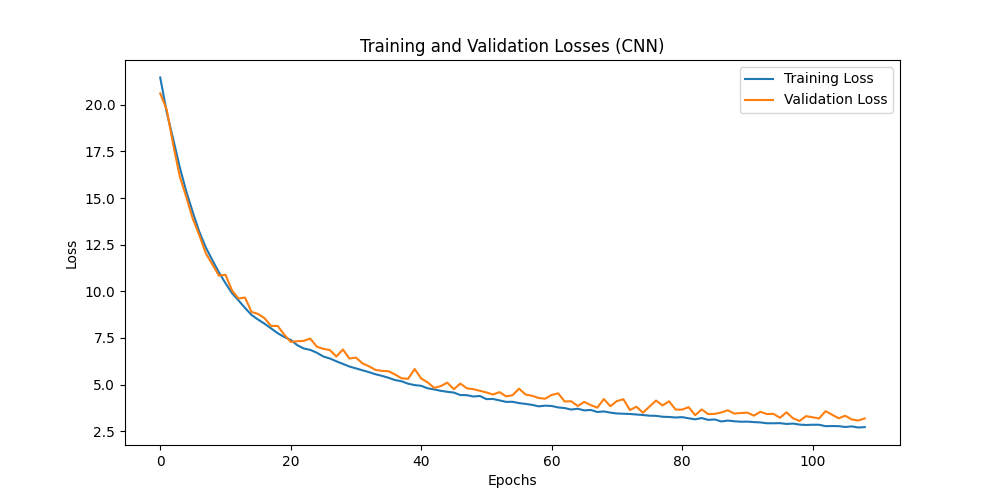 Training and Validation Losses (CNN)
Training Loss
Validation Loss
20.0
17.5
15.0
12.5
10.0
7.5
5.0
2.5
Loss
0 20 40 60 80 100
Epochs